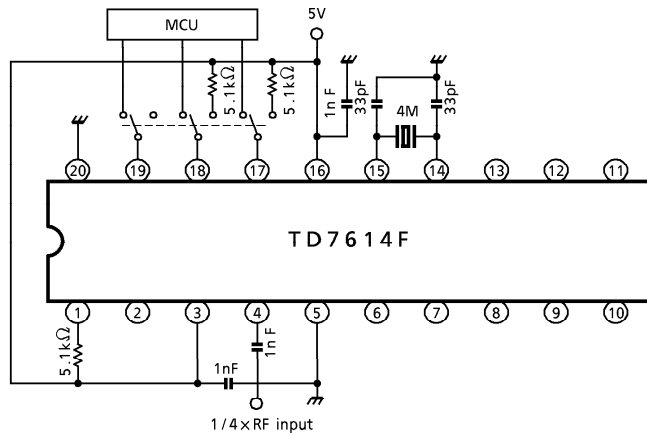 MCU
5V
5.1kΩ
5.1kΩ
1nF
33pF
4M
33pF
20
19
18
17
16
15
14
13
12
11
TD7614F
1
2
3
4
5
6
7
8
9
10
5.1kΩ
1nF
1nF
1/4×RF input